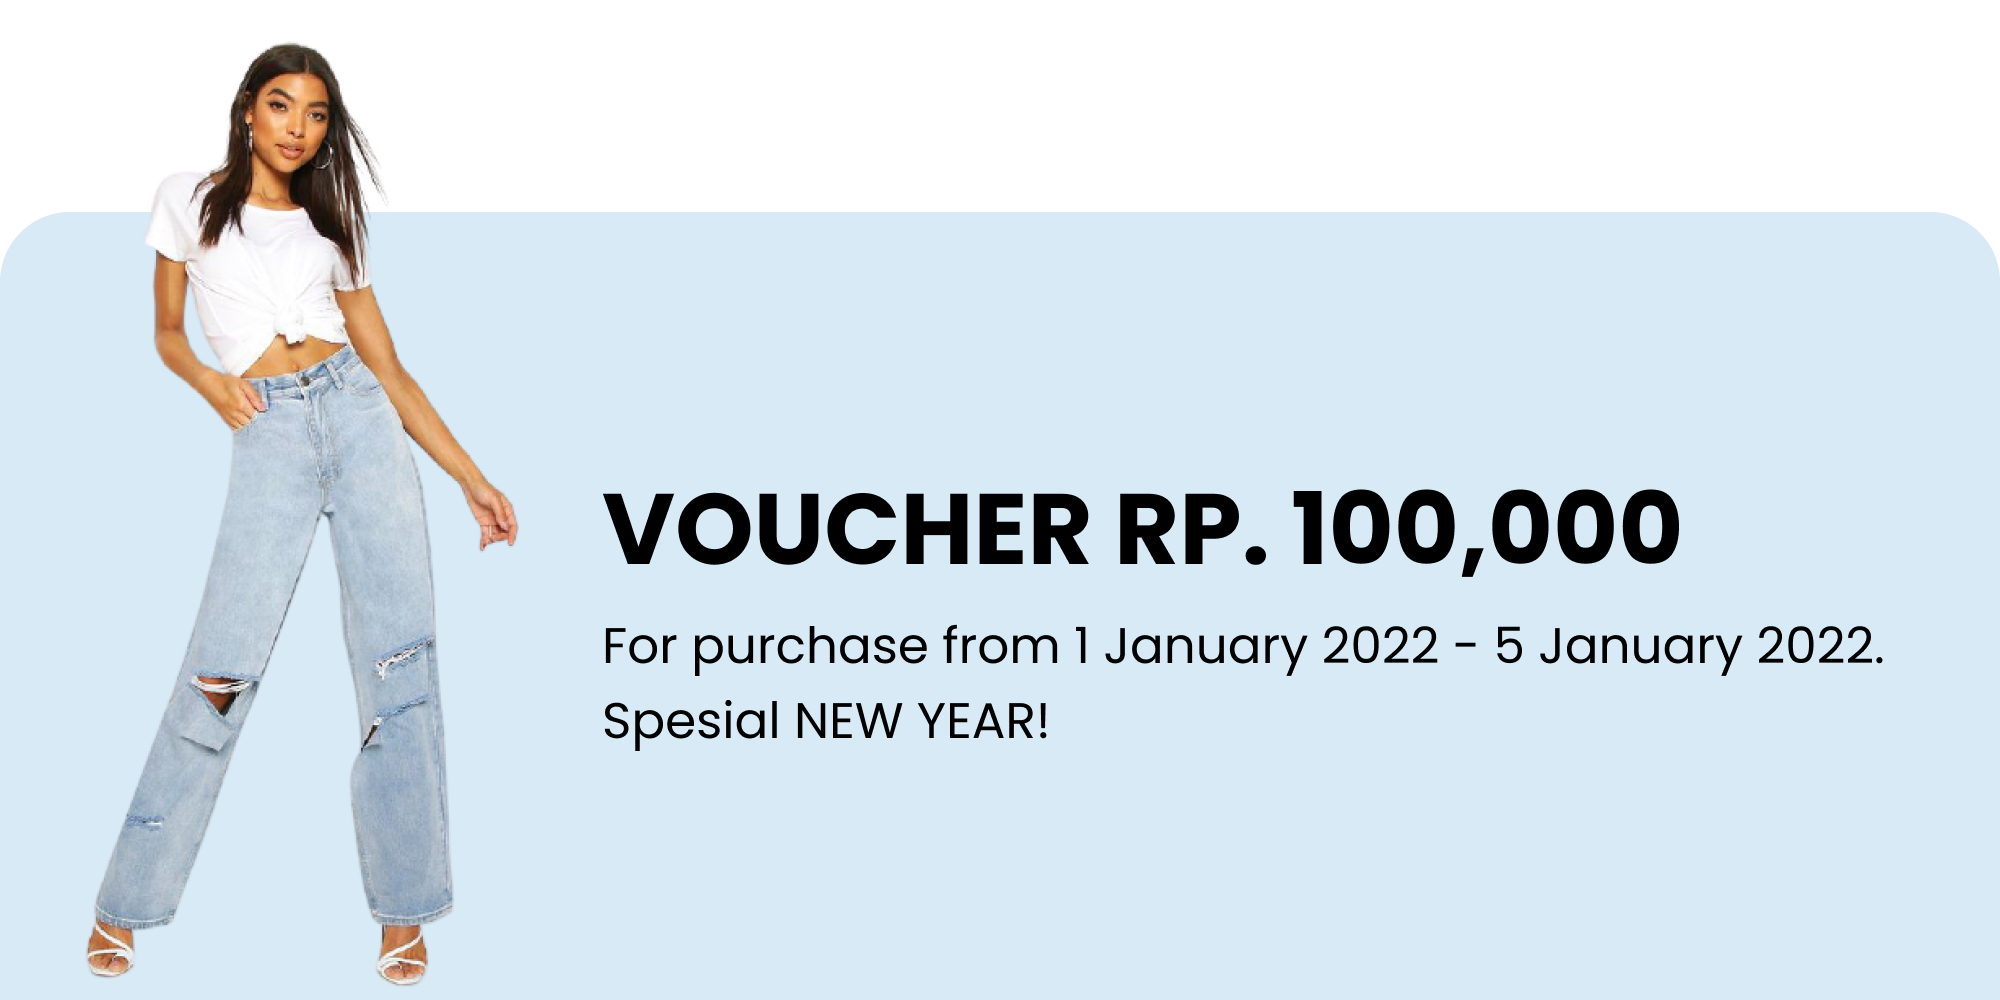 VOUCHER RP. 100,000
For purchase from 1 January 2022 - 5 January 2022.
Spesial NEW YEAR!